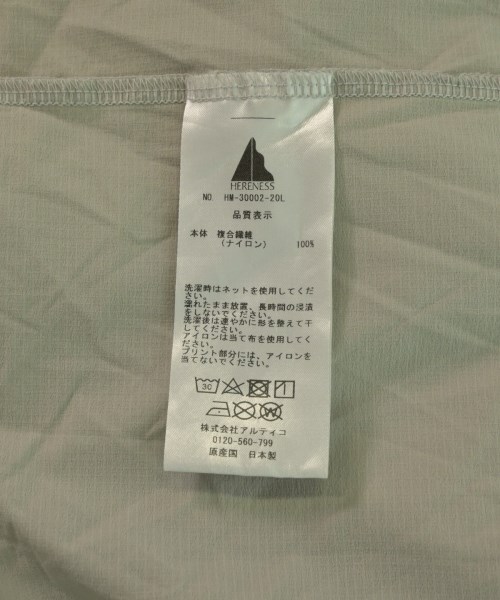 HERENESS
NO. HM-30002-20L
品質表示
本体 複合繊維
(ナイロン) 100%
洗濯時はネットを使用してくだ
さい。
濡れたまま放置、長時間の浸漬
をしないでください。
洗濯後は速やかに形を整えて干
してください。
アイロンは当て布を使用してく
ださい。
プリント部分には、アイロンを
当てないでください。
30
株式会社アルティコ
0120-560-799
原産国 日本製